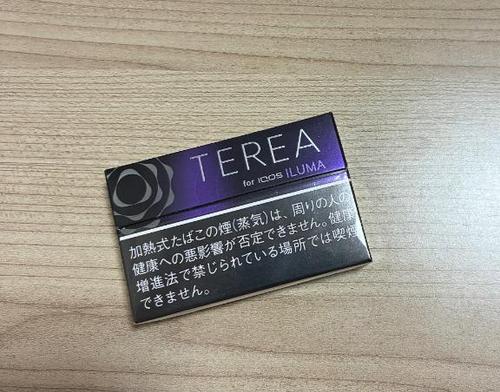 TEREA
for IQOS ILUMA
加熱式たばこの煙(蒸気)は、周りの人の
健康への悪影響が否定できません。健康
増進法で禁じられている場所では喫煙
できません。